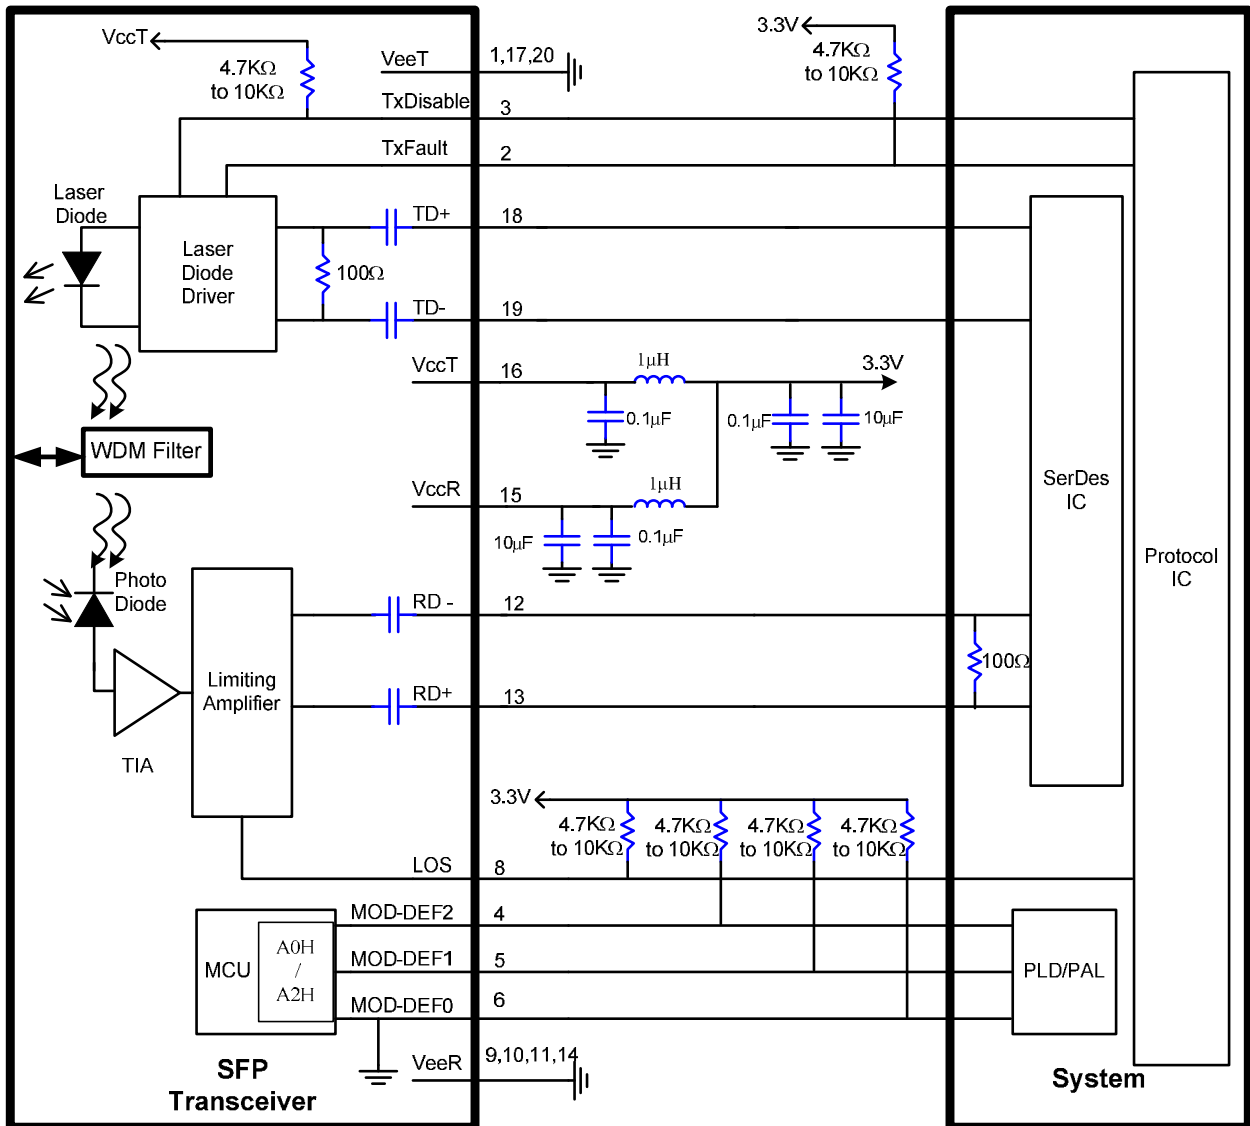 VccT
4.7KΩ
to 10KΩ
VeeT
1,17,20
3.3V
4.7KΩ
to 10KΩ
TxDisable
3
TxFault
2
Laser
Diode
Laser
Diode
Driver
100Ω
TD+
18
TD-
19
VccT
16
1μH
3.3V
0.1μF
0.1μF
10μF
WDM Filter
VccR
15
1μH
10μF
0.1μF
SerDes
IC
Protocol
IC
Photo
Diode
RD -
12
Limiting
Amplifier
100Ω
RD+
13
TIA
3.3V
4.7KΩ
to 10KΩ
4.7KΩ
to 10KΩ
4.7KΩ
to 10KΩ
4.7KΩ
to 10KΩ
LOS
8
MOD-DEF2
4
MCU
A0H
/
A2H
MOD-DEF1
5
PLD/PAL
MOD-DEF0
6
VeeR
9,10,11,14
SFP
Transceiver
System